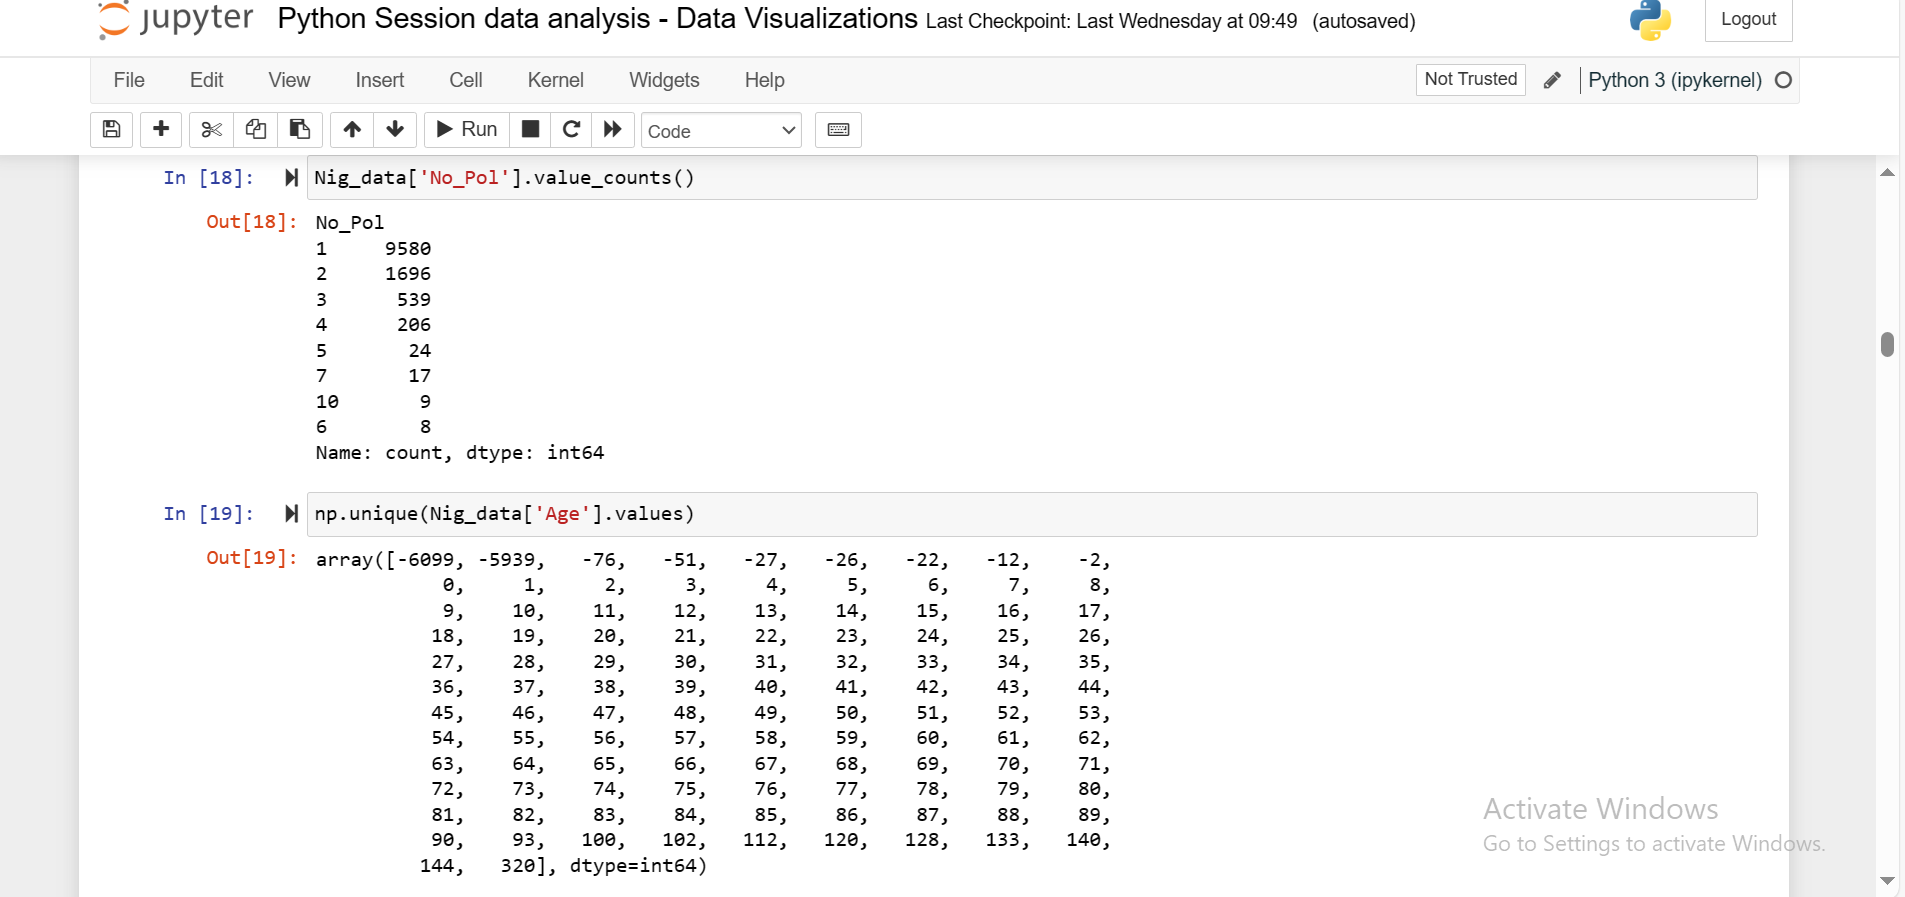 jupyter Python Session data analysis - Data Visualizations Last Checkpoint: Last Wednesday at 09:49 (autosaved) Logout
File Edit View Insert Cell Kernel Widgets Help Not Trusted Python 3 (ipykernel)
Run Code
In [18]: Nig_data['No_Pol'].value_counts()
Out[18]: No_Pol
1 9580
2 1696
3 539
4 206
5 24
7 17
10 9
6 8
Name: count, dtype: int64
In [19]: np.unique(Nig_data['Age'].values)
Out[19]: array([-6099, -5939, -76, -51, -27, -26, -22, -12, -2,
0, 1, 2, 3, 4, 5, 6, 7, 8,
9, 10, 11, 12, 13, 14, 15, 16, 17,
18, 19, 20, 21, 22, 23, 24, 25, 26,
27, 28, 29, 30, 31, 32, 33, 34, 35,
36, 37, 38, 39, 40, 41, 42, 43, 44,
45, 46, 47, 48, 49, 50, 51, 52, 53,
54, 55, 56, 57, 58, 59, 60, 61, 62,
63, 64, 65, 66, 67, 68, 69, 70, 71,
72, 73, 74, 75, 76, 77, 78, 79, 80,
81, 82, 83, 84, 85, 86, 87, 88, 89,
90, 93, 100, 102, 112, 120, 128, 133, 140,
144, 320], dtype=int64)
Activate Windows
Go to Settings to activate Windows.